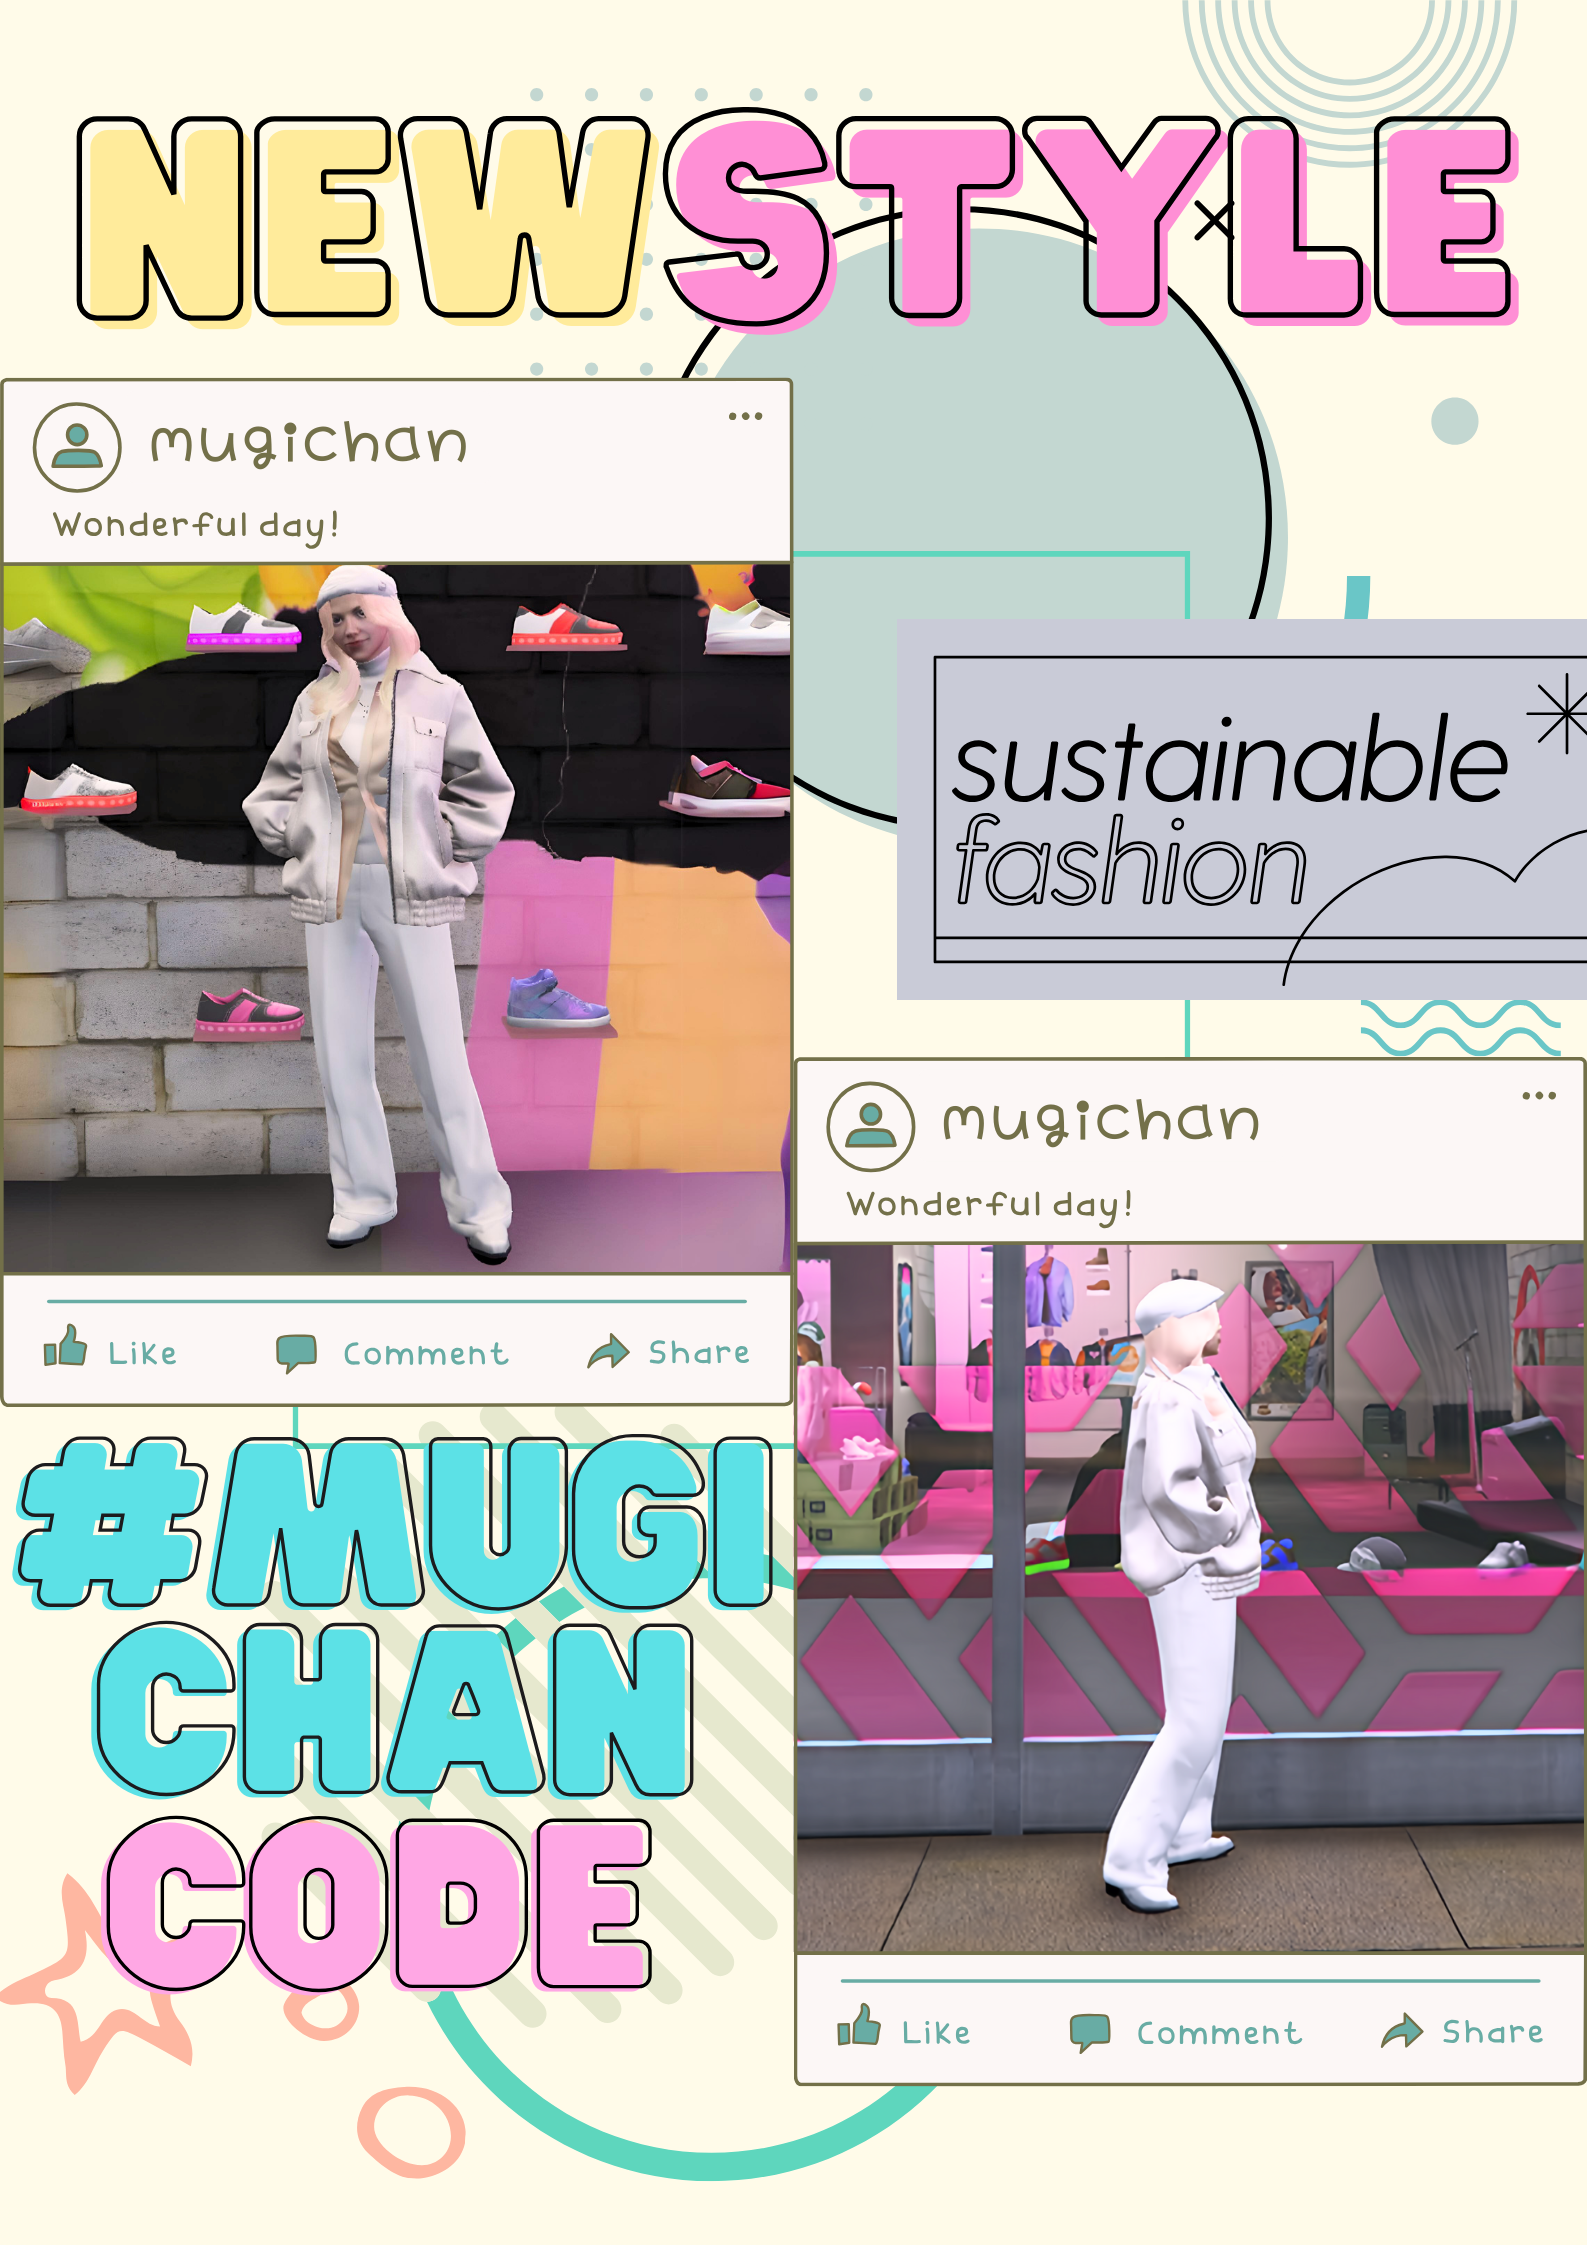 NEWSTYLE
mugichan
Wonderful day!
sustainable
fashion
mugichan
Wonderful day!
Like Comment Share
#MUGI
CHAN
CODE
Like Comment Share